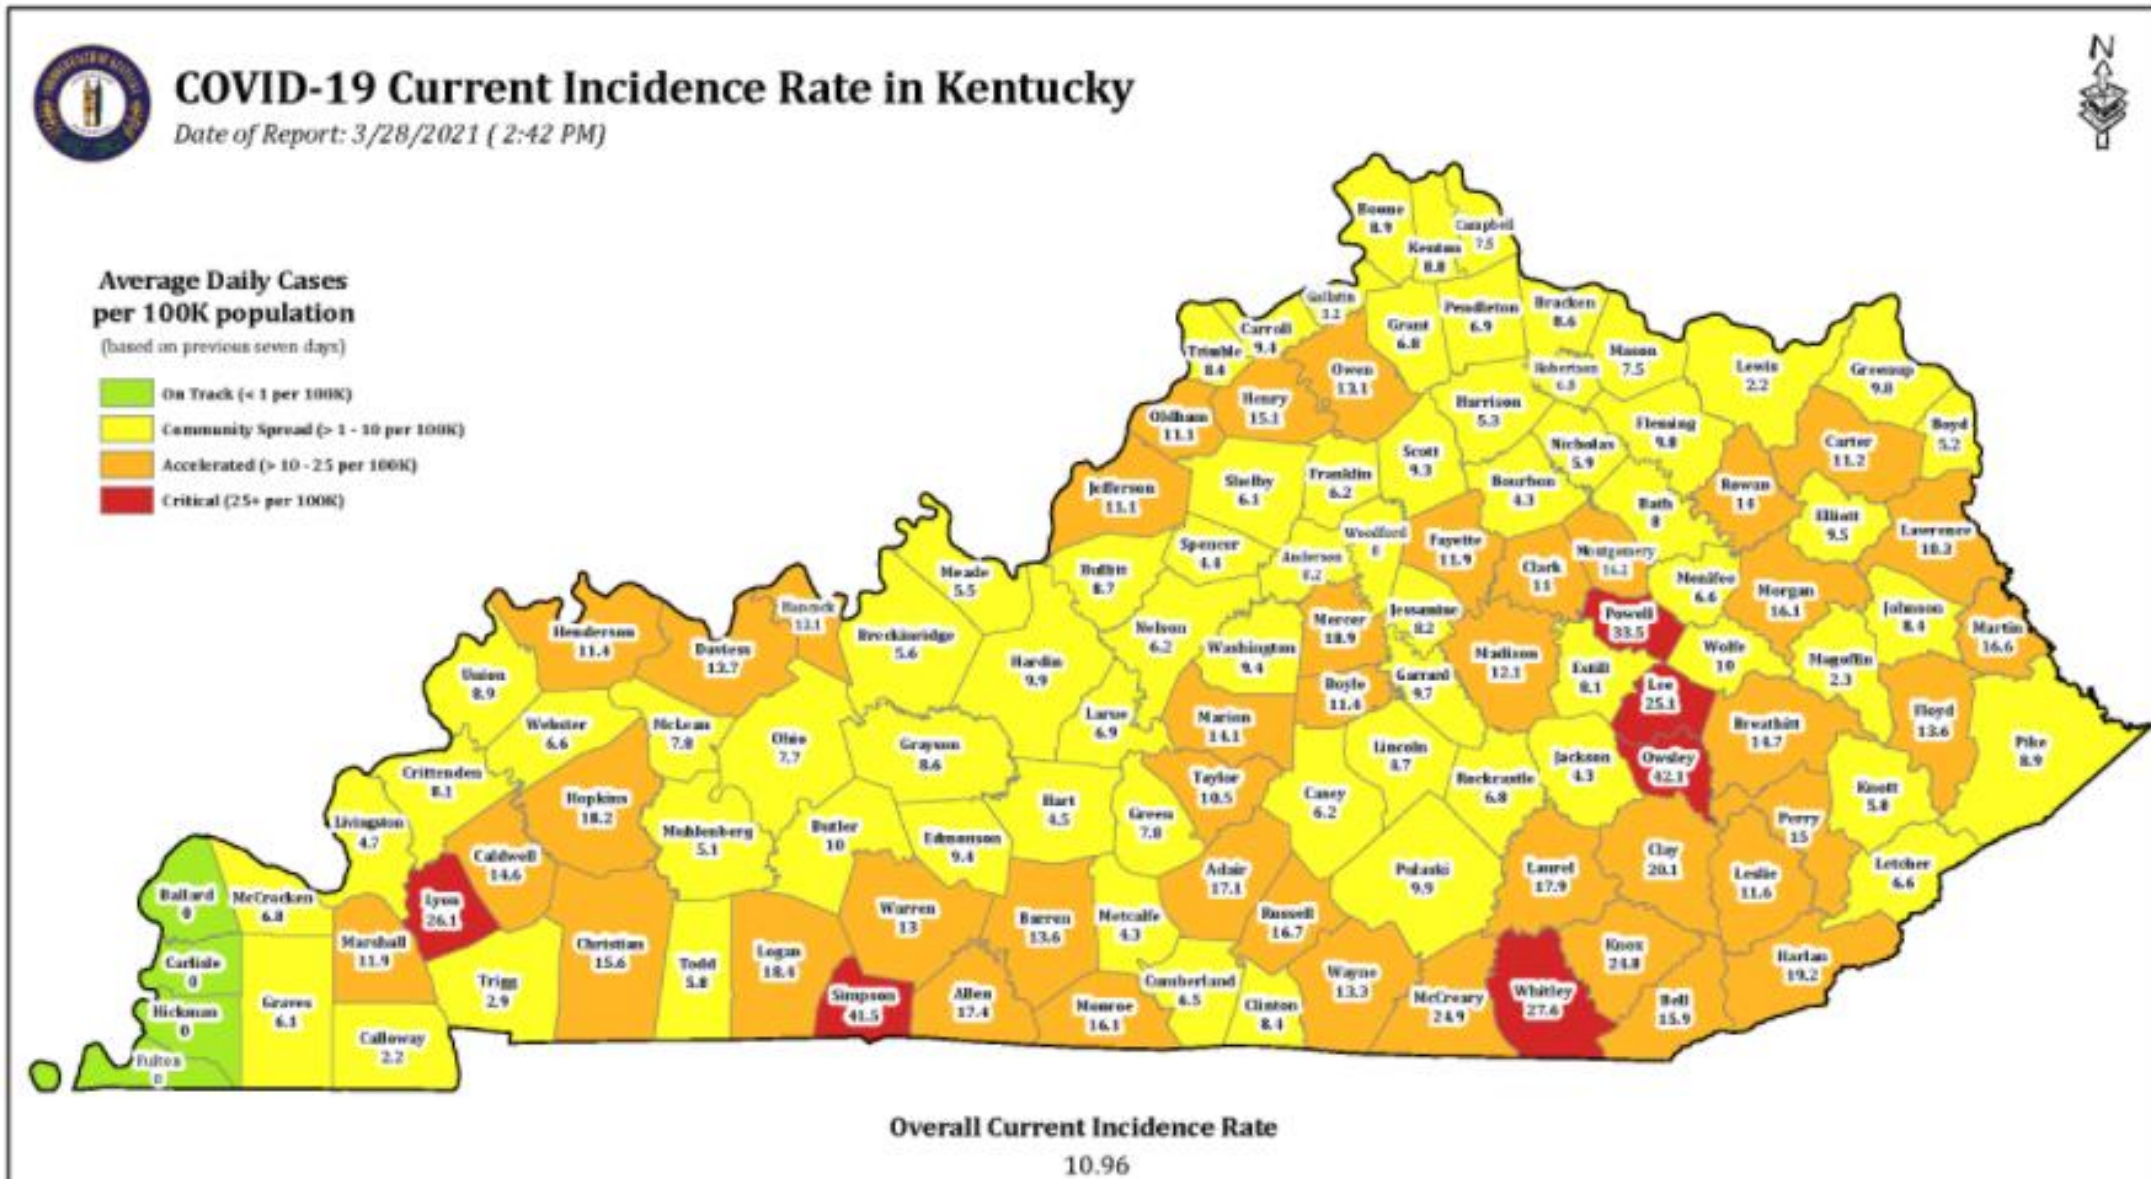 COVID-19 Current Incidence Rate in Kentucky
Date of Report: 3/28/2021 ( 2:42 PM)
N
Average Daily Cases
per 100K population
(based on previous seven days)
On Track (< 1 per 100K)
Community Spread (> 1 - 10 per 100K)
Accelerated (> 10 - 25 per 100K)
Critical (25+ per 100K)
Boone
8.9
Campbell
7.5
Kenton
8.8
Gallatin
Carroll
9.4
Trimble
8.4
Grant
6.8
Pendleton
6.9
Bracken
8.6
Robertson
Mason
7.5
Lewis
2.2
Greenup
9.8
Boyd
5.2
Owen
13.1
Henry
15.1
Oldham
11.1
Harrison
5.3
Fleming
9.8
Carter
11.2
Nicholas
5.9
Scott
9.3
Jefferson
11.1
Shelby
6.1
Franklin
6.2
Bourbon
4.3
Bath
8
Rowan
14
Elliott
9.5
Lawrence
Woodford
Fayette
11.9
Spencer
4.4
Anderson
Clark
11
Montgomery
Menifee
6.6
Morgan
16.1
Johnson
8.4
Martin
16.6
Bullitt
8.7
Meade
5.5
Hancock
Henderson
11.4
Daviess
Breckinridge
5.6
Hardin
9.9
Nelson
6.2
Washington
9.4
Mercer
Jessamine
8.2
Madison
12.1
Powell
33.5
Wolfe
10
Magoffin
2.3
Estill
8.1
Garrard
9.7
Boyle
11.4
Lee
25.1
Floyd
13.6
Pike
8.9
Union
8.9
Webster
6.6
McLean
Ohio
7.7
Grayson
8.6
Larue
6.9
Marion
14.1
Lincoln
Rockcastle
6.8
Jackson
4.3
Owsley
42.1
Breathitt
14.7
Knott
5.8
Crittenden
8.1
Livingston
4.7
Hopkins
18.2
Muhlenberg
5.1
Butler
10
Edmonson
9.4
Hart
4.5
Green
Taylor
10.5
Casey
6.2
Perry
15
Letcher
6.6
Caldwell
14.6
Lyon
26.1
Adair
17.1
Pulaski
9.9
Laurel
17.9
Clay
20.1
Leslie
11.6
Ballard
0
McCracken
6.8
Marshall
11.9
Christian
15.6
Todd
5.8
Logan
18.4
Warren
13
Barren
13.6
Metcalfe
4.3
Russell
16.7
Knox
24.8
Harlan
19.2
Carlisle
0
Hickman
0
Graves
6.1
Trigg
2.9
Simpson
41.5
Allen
17.4
Monroe
16.1
Cumberland
6.5
Clinton
8.4
Wayne
13.3
McCreary
24.9
Whitley
27.6
Bell
15.9
Fulton
0
Calloway
2.2
Overall Current Incidence Rate
10.96